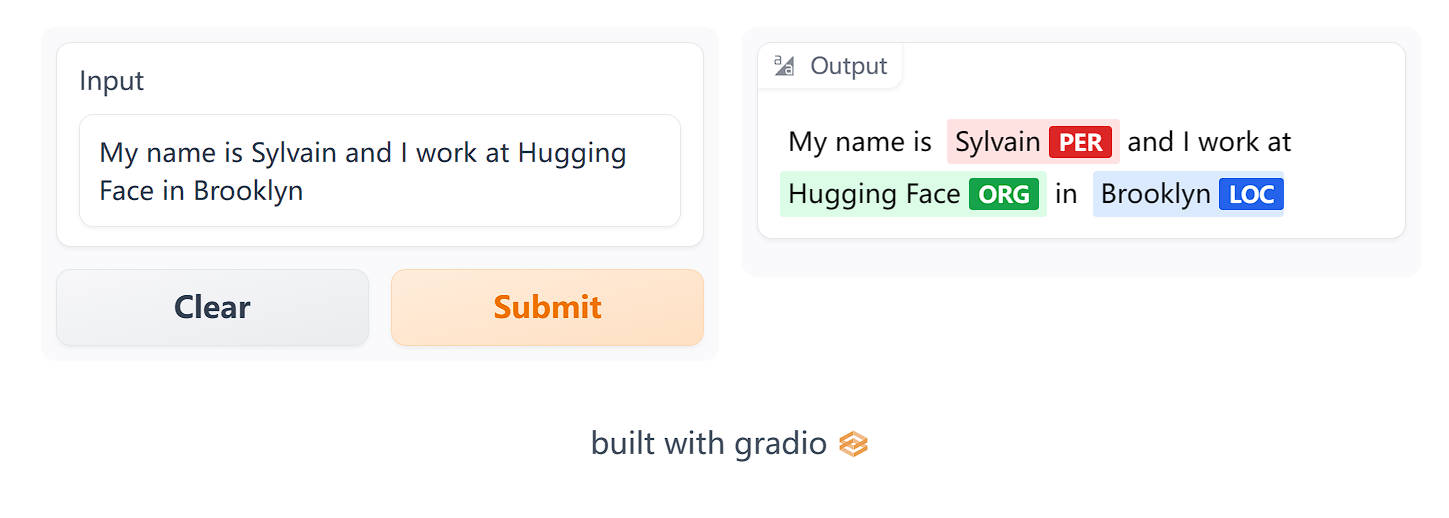 Input
My name is Sylvain and I work at Hugging
Face in Brooklyn
Clear
Submit
Output
My name is Sylvain PER and I work at
Hugging Face ORG in Brooklyn LOC
built with gradio